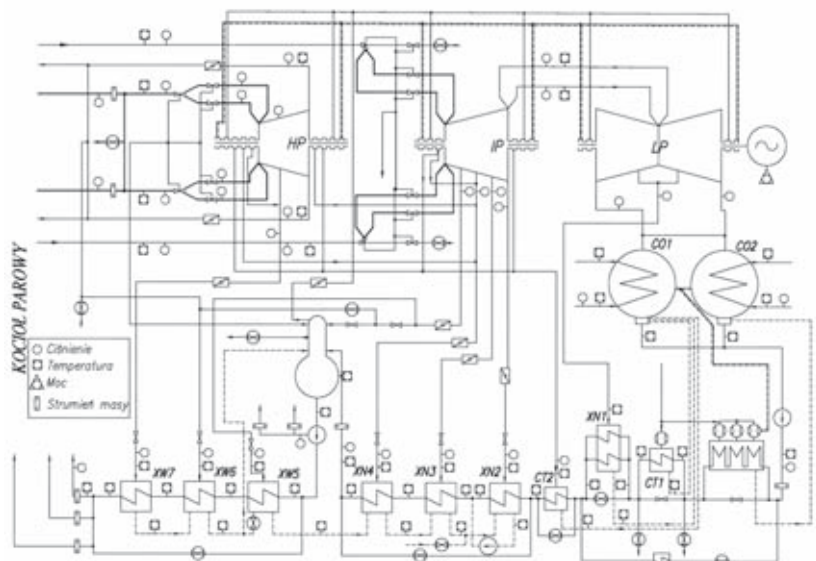 HP
IP
LP
CO1
CO2
KOCIOŁ PAROWY
Ciśnienie
Temperatura
Moc
Strumień masy
XW7
XW6
XW5
XN4
XN3
XN2
CT2
XN1
CT1